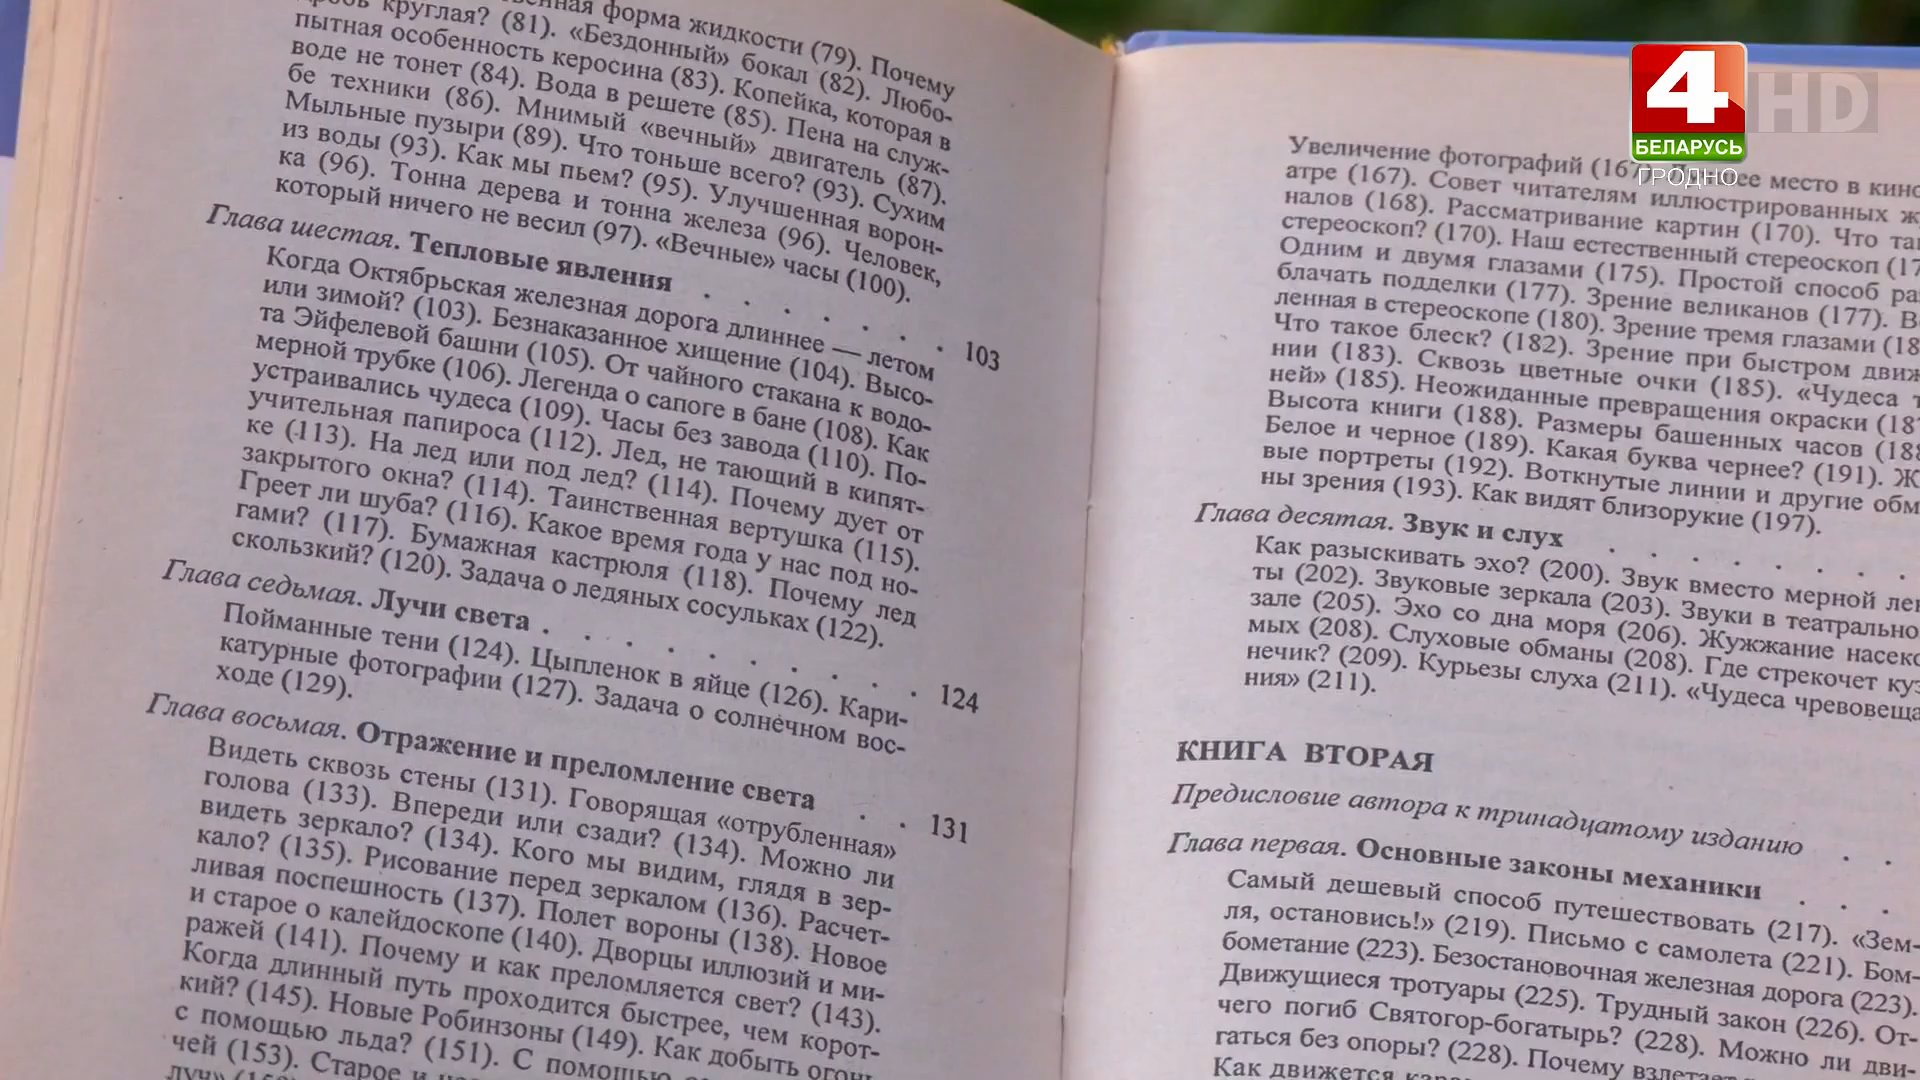 форма жидкости (79). Почему
круглая? (81). «Бездонный» бокал (82). Любо-
пытная особенность керосина (83). Копейка, которая в
воде не тонет (84). Вода в решете (85). Пена на служ-
бе техники (86). Мнимый «вечный» двигатель (87).
Мыльные пузыри (89). Что тоньше всего? (93). Сухим
из воды (93). Как мы пьем? (95). Улучшенная ворон-
ка (96). Тонна дерева и тонна железа (96). Человек,
который ничего не весил (97). «Вечные» часы (100).
Глава шестая. Тепловые явления . . . . . . . 103
Когда Октябрьская железная дорога длиннее — летом
или зимой? (103). Безнаказанное хищение (104). Высо-
та Эйфелевой башни (105). От чайного стакана к водо-
мерной трубке (106). Легенда о сапоге в бане (108). Как
устраивались чудеса (109). Часы без завода (110). По-
учительная папироса (112). Лед, не тающий в кипят-
ке (113). На лед или под лед? (114). Почему дует от
закрытого окна? (114). Таинственная вертушка (115).
Греет ли шуба? (116). Какое время года у нас под но-
гами? (117). Бумажная кастрюля (118). Почему лед
скользкий? (120). Задача о ледяных сосульках (122).
Глава седьмая. Лучи света . . . . . . . . . . 124
Пойманные тени (124). Цыпленок в яйце (126). Кари-
катурные фотографии (127). Задача о солнечном вос-
ходе (129).
Глава восьмая. Отражение и преломление света . . 131
Видеть сквозь стены (131). Говорящая «отрубленная»
голова (133). Впереди или сзади? (134). Можно ли
видеть зеркало? (134). Кого мы видим, глядя в зер-
кало? (135). Рисование перед зеркалом (136). Расчет-
ливая поспешность (137). Полет вороны (138). Новое
и старое о калейдоскопе (140). Дворцы иллюзий и ми-
ражей (141). Почему и как преломляется свет? (143).
Когда длинный путь проходится быстрее, чем корот-
кий? (145). Новые Робинзоны (149). Как добыть огонь
с помощью льда? (151). С помощью
чей (153). Старое и
луч»
4HD
БЕЛАРУСЬ
ГРОДНО
Увеличение фотографий (167). место в кино
атре (167). Совет читателям иллюстрированных ж
налов (168). Рассматривание картин (170). Что та
стереоскоп? (170). Наш естественный стереоскоп (17
Одним и двумя глазами (175). Простой способ ра
блачать подделки (177). Зрение великанов (177). В
ленная в стереоскопе (180). Зрение тремя глазами (18
Что такое блеск? (182). Зрение при быстром движ
нии (183). Сквозь цветные очки (185). «Чудеса т
ней» (185). Неожиданные превращения окраски (187
Высота книги (188). Размеры башенных часов (188
Белое и черное (189). Какая буква чернее? (191). Ж
вые портреты (192). Воткнутые линии и другие обм
ны зрения (193). Как видят близорукие (197).
Глава десятая. Звук и слух . . . . . . .
Как разыскивать эхо? (200). Звук вместо мерной лен
ты (202). Звуковые зеркала (203). Звуки в театрально
зале (205). Эхо со дна моря (206). Жужжание насеко
мых (208). Слуховые обманы (208). Где стрекочет куз
нечик? (209). Курьезы слуха (211). «Чудеса чревовеща
ния» (211).
КНИГА ВТОРАЯ
Предисловие автора к тринадцатому изданию . .
Глава первая. Основные законы механики . . .
Самый дешевый способ путешествовать (217). «Зем-
ля, остановись!» (219). Письмо с самолета (221). Бом-
бометание (223). Безостановочная железная дорога (223).
Движущиеся тротуары (225). Трудный закон (226). От-
чего погиб Святогор-богатырь? (228). Можно ли дви-
гаться без опоры? (228). Почему взлетает
Как движется